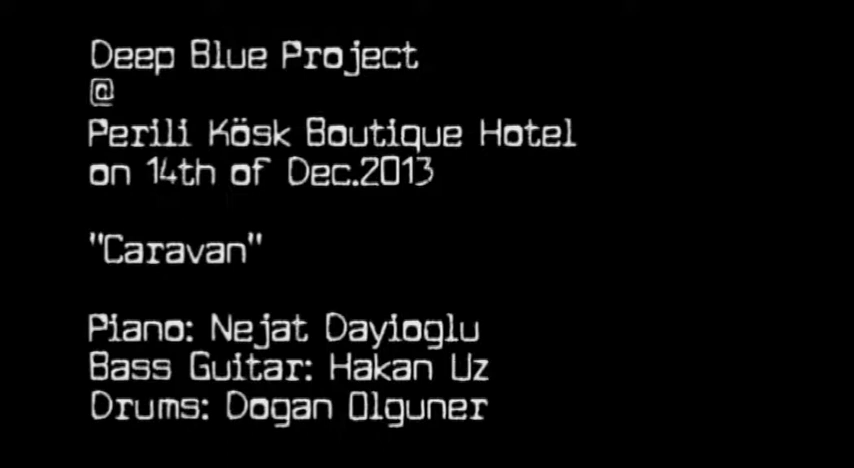 Deep Blue Project
@
Perili Kösk Boutique Hotel
on 14th of Dec.2013
"Caravan"
Piano: Nejat Dayioglu
Bass Guitar: Hakan Uz
Drums: Dogan Olguner